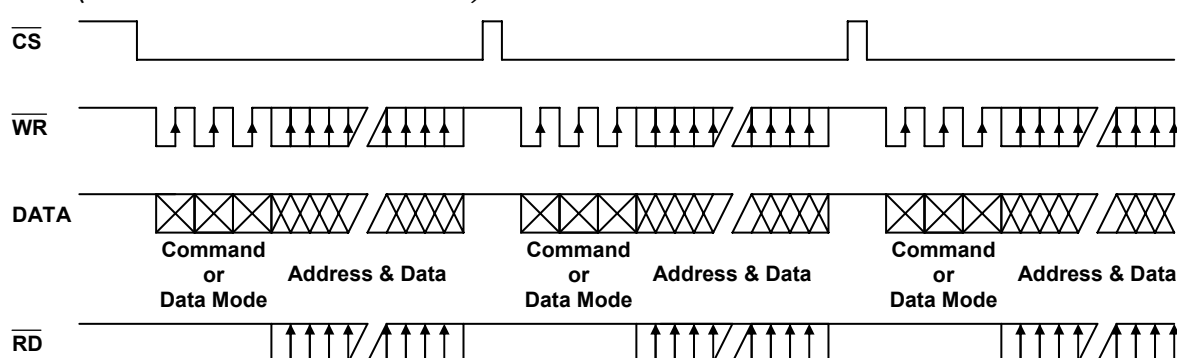 CS
WR
DATA
Command or Data Mode
Address & Data
Command or Data Mode
Address & Data
Command or Data Mode
Address & Data
RD